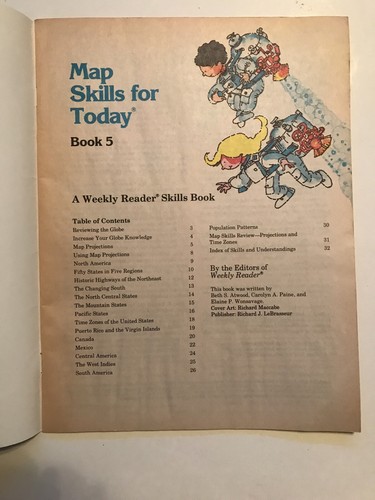 Map
Skills for
Today®
Book 5
A Weekly Reader® Skills Book
Table of Contents
Reviewing the Globe 3
Increase Your Globe Knowledge 4
Map Projections 5
Using Map Projections 8
North America 9
Fifty States in Five Regions 10
Historic Highways of the Northeast 12
The Changing South 13
The North Central States 14
The Mountain States 15
Pacific States 16
Time Zones of the United States 18
Puerto Rico and the Virgin Islands 19
Canada 20
Mexico 22
Central America 24
The West Indies 25
South America 26
Population Patterns 30
Map Skills Review—Projections and
Time Zones 31
Index of Skills and Understandings 32
By the Editors of
Weekly Reader®
This book was written by
Beth S. Atwood, Carolyn A. Paine, and
Elaine P. Wonsavage.
Cover Art: Richard Maccabe
Publisher: Richard J. LeBrasseur